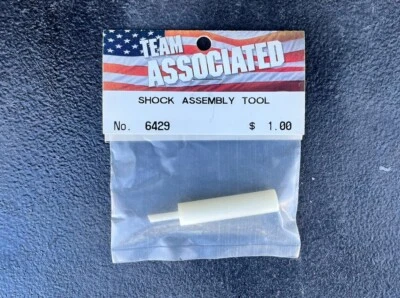 TEAM
ASSOCIATED
SHOCK ASSEMBLY TOOL
No. 6429 $ 1.00